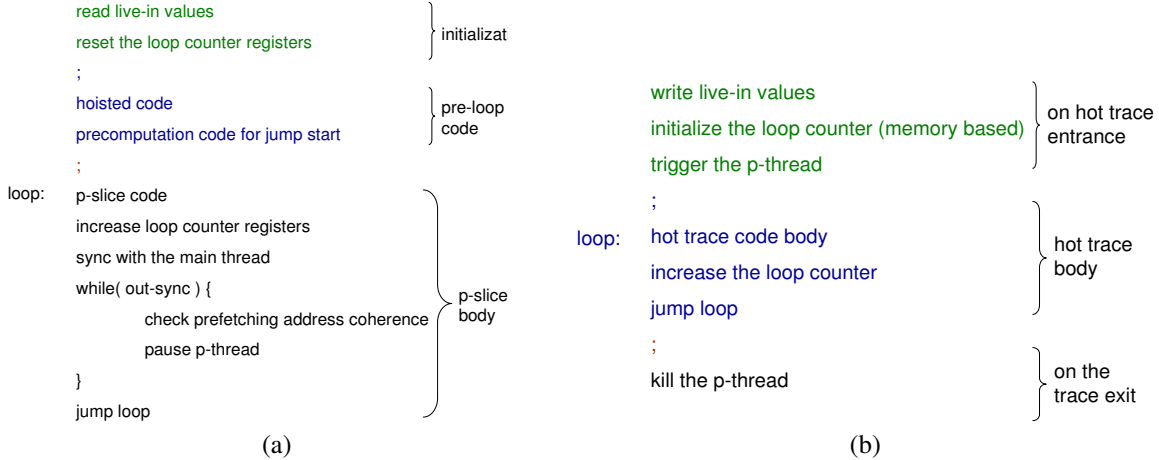 read live-in values
reset the loop counter registers
initializat
;
hoisted code
precomputation code for jump start
pre-loop
code
;
loop: p-slice code
increase loop counter registers
sync with the main thread
while( out-sync ) {
check prefetching address coherence
pause p-thread
}
jump loop
p-slice
body
(a)
write live-in values
initialize the loop counter (memory based)
trigger the p-thread
on hot trace
entrance
;
loop: hot trace code body
increase the loop counter
jump loop
hot trace
body
;
kill the p-thread
on the
trace exit
(b)